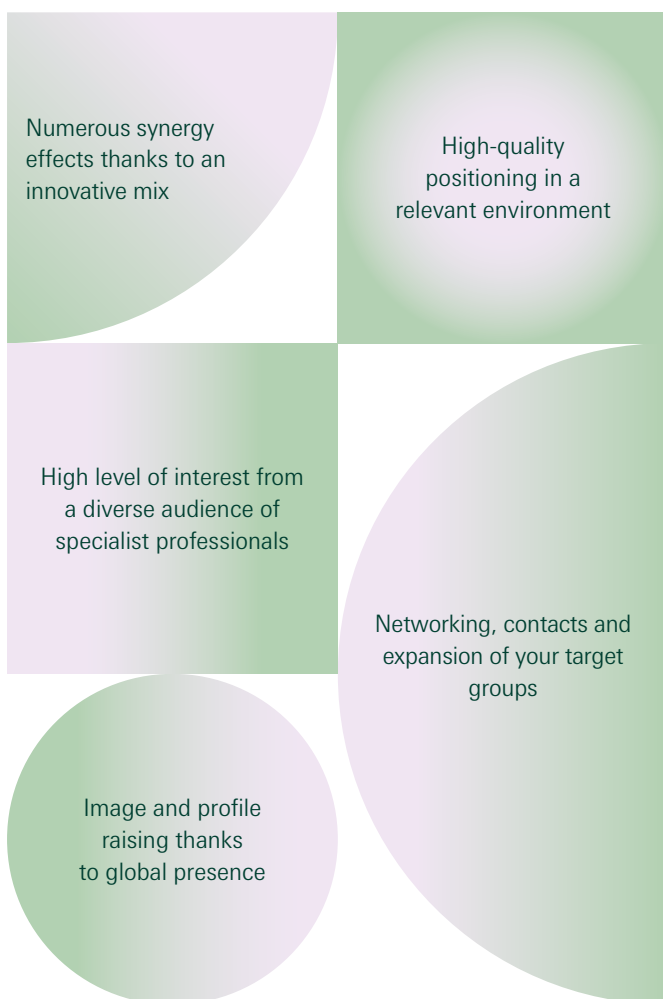 Numerous synergy
effects thanks to an
innovative mix
High-quality
positioning in a
relevant environment
High level of interest from
a diverse audience of
specialist professionals
Networking, contacts and
expansion of your target
groups
Image and profile
raising thanks
to global presence